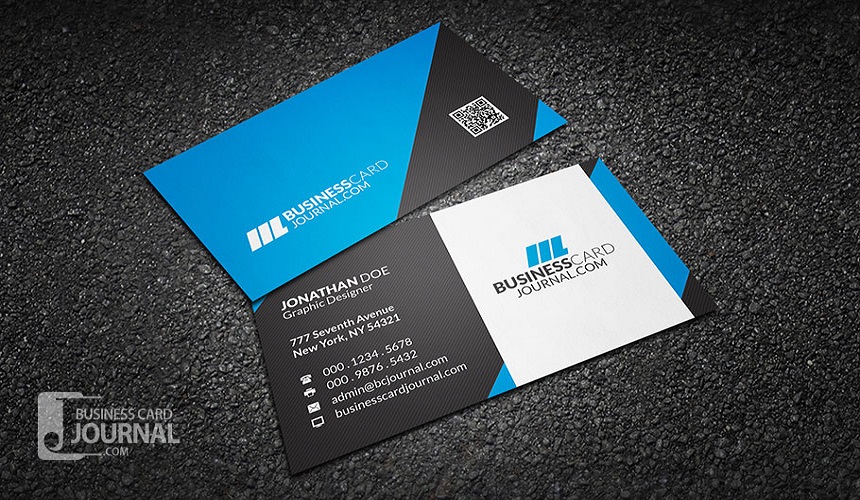 BUSINESSCARD
JOURNAL.COM
JONATHAN DOE
Graphic Designer
777 Seventh Avenue
New York, NY 54321
000 . 1234 . 5678
000 . 9876 . 5432
admin@bcjournal.com
businesscardjournal.com
BUSINESSCARD
JOURNAL.COM
BUSINESS CARD
JOURNAL
.COM